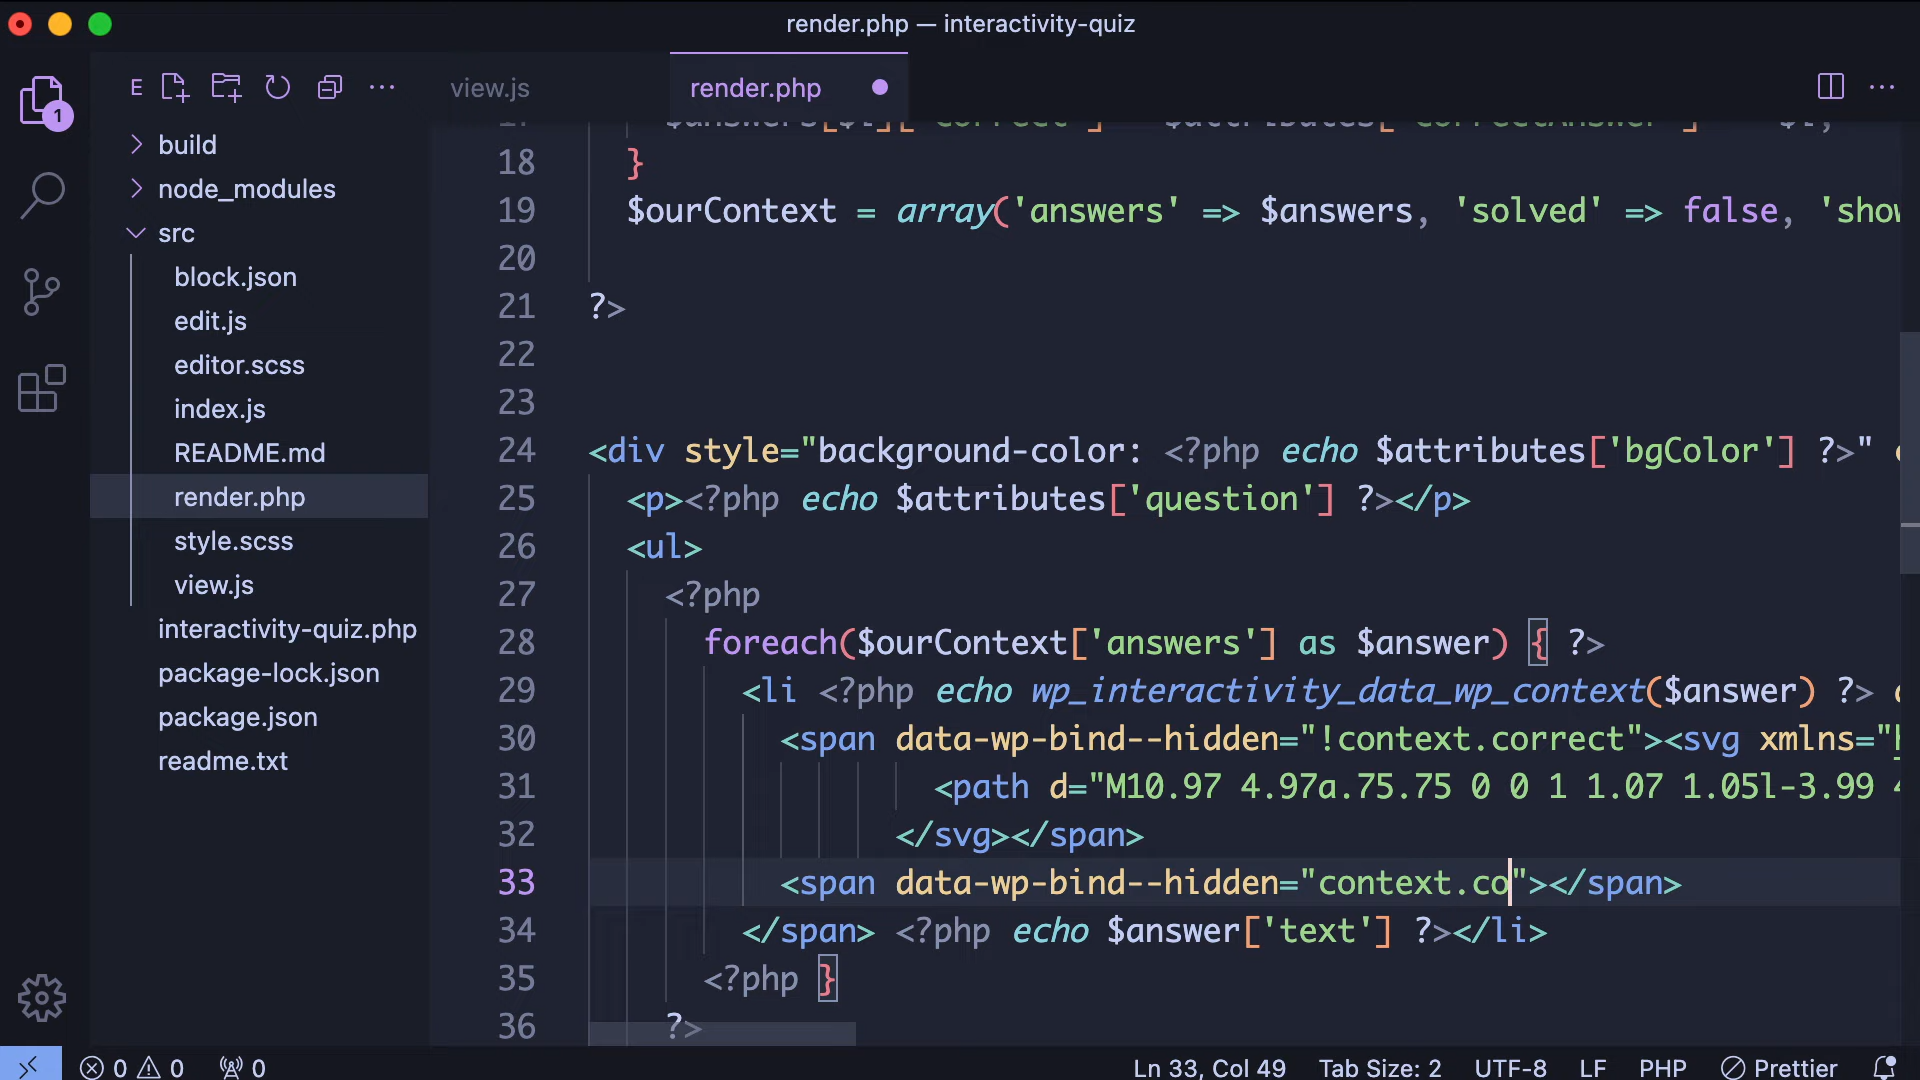 render.php — interactivity-quiz
E
view.js
render.php
1
build
node_modules
src
block.json
edit.js
editor.scss
index.js
README.md
render.php
style.scss
view.js
interactivity-quiz.php
package-lock.json
package.json
readme.txt
18 }
19 $ourContext = array('answers' => $answers, 'solved' => false, 'show
20
21 ?>
22
23
24 <div style="background-color: <?php echo $attributes['bgColor'] ?>"
25 <p><?php echo $attributes['question'] ?></p>
26 <ul>
27 <?php
28 foreach($ourContext['answers'] as $answer) { ?>
29 <li <?php echo wp_interactivity_data_wp_context($answer) ?>
30 <span data-wp-bind--hidden="!context.correct"><svg xmlns="h
31 <path d="M10.97 4.97a.75.75 0 0 1 1.07 1.05l-3.99
32 </svg></span>
33 <span data-wp-bind--hidden="context.co"></span>
34 </span> <?php echo $answer['text'] ?></li>
35 <?php }
36 ?>
0 0 0 Ln 33, Col 49 Tab Size: 2 UTF-8 LF PHP Prettier